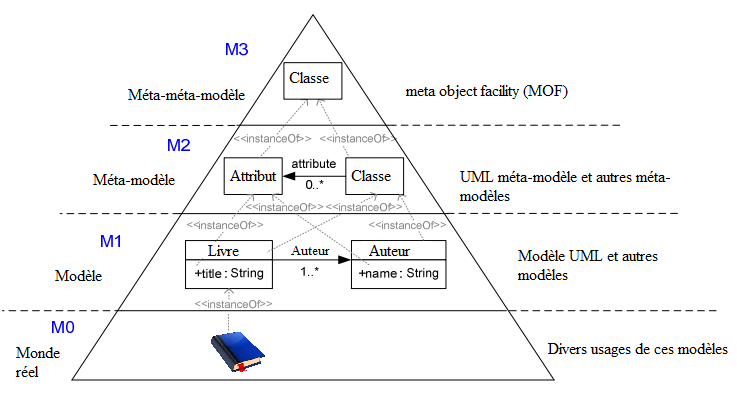 M3
Classe
Méta-méta-modèle
meta object facility (MOF)
<<instanceOf>>
<<instanceOf>>
M2
attribute
Attribut
Classe
0..*
Méta-modèle
UML méta-modèle et autres méta-
modèles
<<instanceOf>>
<<instanceOf>>
<<instanceOf>>
<<instanceOf>>
M1
Livre
Auteur
Auteur
+title: String
1..*
+name: String
Modèle
Modèle UML et autres
modèles
<<instanceOf>>
M0
Monde
réel
Divers usages de ces modèles